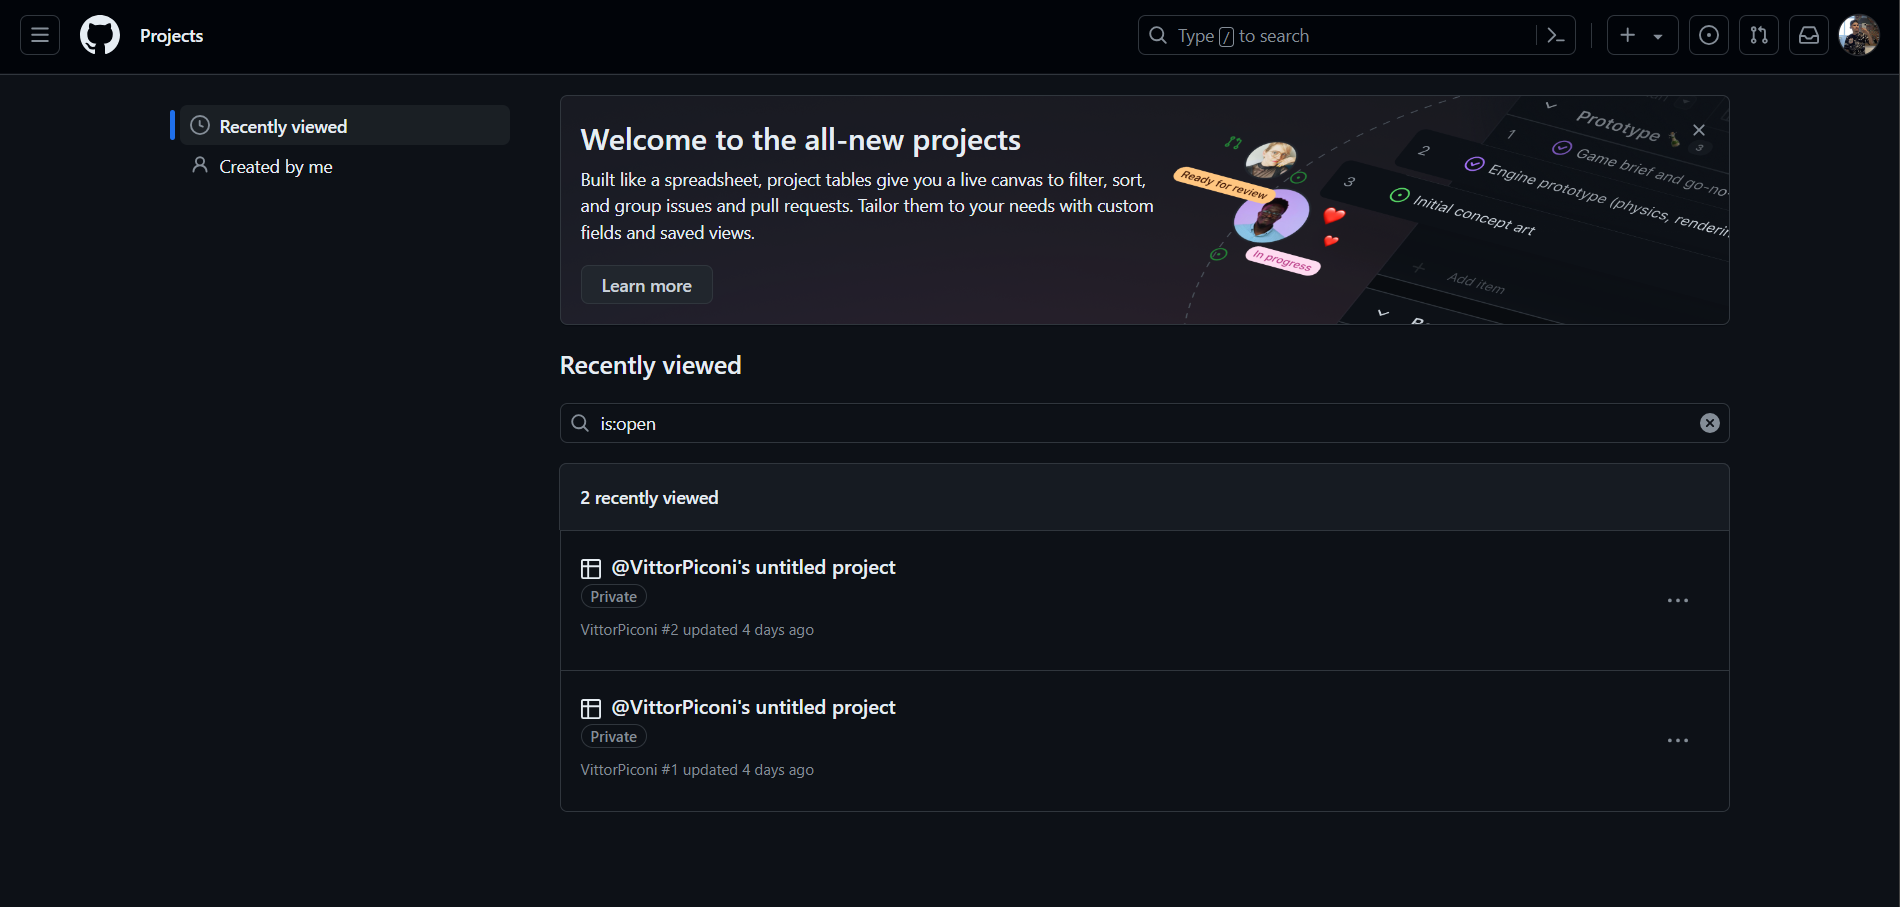 Projects
Type / to search
Recently viewed
Created by me
Welcome to the all-new projects
Built like a spreadsheet, project tables give you a live canvas to filter, sort,
and group issues and pull requests. Tailor them to your needs with custom
fields and saved views.
Learn more
Ready for review
In progress
Prototype 3
1 Game brief and go-no-
2 Engine prototype (physics, renderin
3 Initial concept art
Add item
Recently viewed
is:open
2 recently viewed
@VittorPiconi's untitled project
Private
VittorPiconi #2 updated 4 days ago
@VittorPiconi's untitled project
Private
VittorPiconi #1 updated 4 days ago